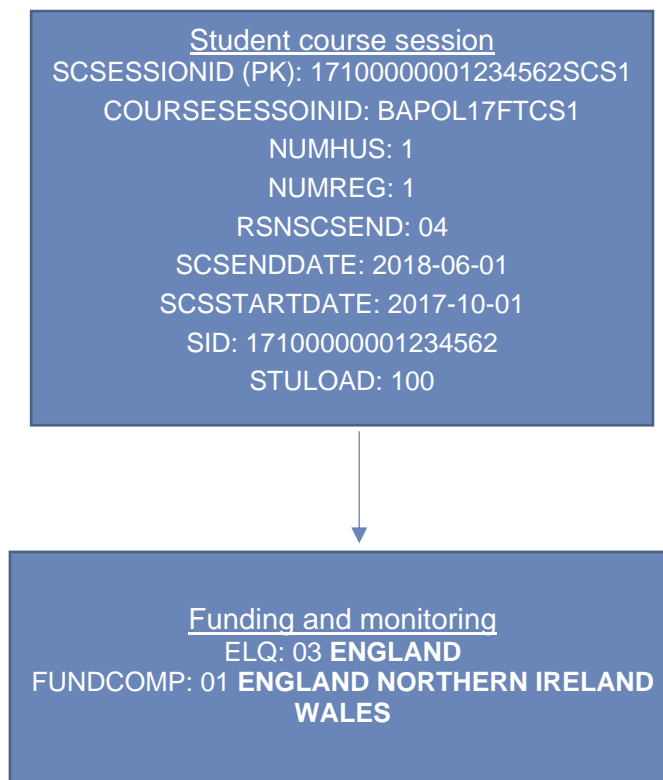 Student course session
SCSESSIONID (PK): 17100000001234562SCS1
COURSESESSOINID: BAPOL17FTCS1
NUMHUS: 1
NUMREG: 1
RSNSCSEND: 04
SCSENDDATE: 2018-06-01
SCSSTARTDATE: 2017-10-01
SID: 17100000001234562
STULOAD: 100
Funding and monitoring
ELQ: 03 ENGLAND
FUNDCOMP: 01 ENGLAND NORTHERN IRELAND
WALES